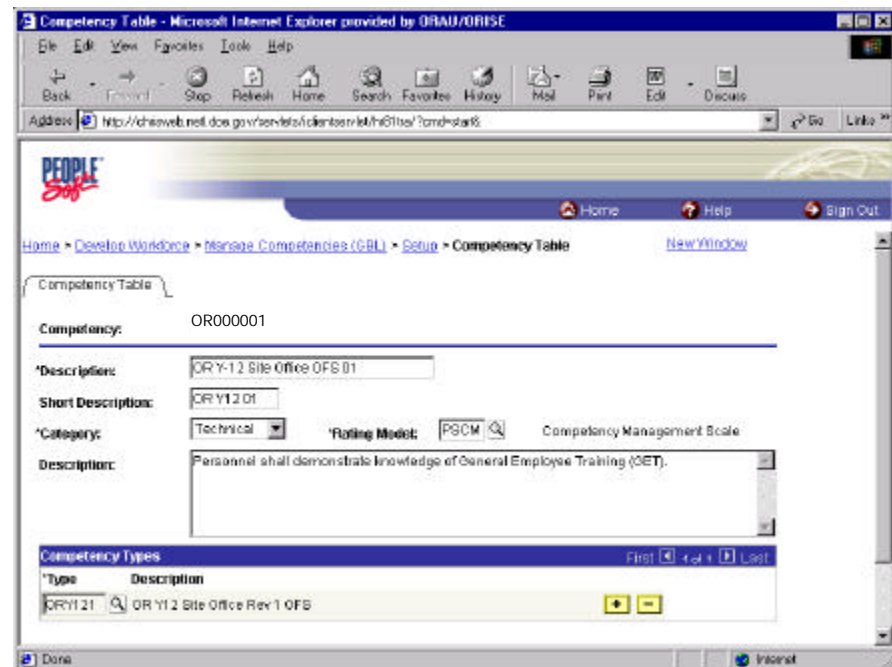 Competency Table - Microsoft Internet Explorer provided by ORAU/ORISE
File Edit View Favorites Tools Help
Back Forward Stop Refresh Home Search Favorites History Mail Print Edit Discuss
Address Go Links »
PEOPLE
Soft
Home Help Sign Out
Home > Develop Workforce > Manage Competencies (GBL) > Setup > Competency Table New Window
Competency Table
Competency: OR000001
*Description: OR Y-12 Site Office OFS 01
Short Description: OR Y12 01
*Category: Technical *Rating Model: PSCM Competency Management Scale
Description: Personnel shall demonstrate knowledge of General Employee Training (GET).
Competency Types First 1 of 1 Last
*Type Description
ORY121 OR Y12 Site Office Rev 1 OFS + -
Done Internet